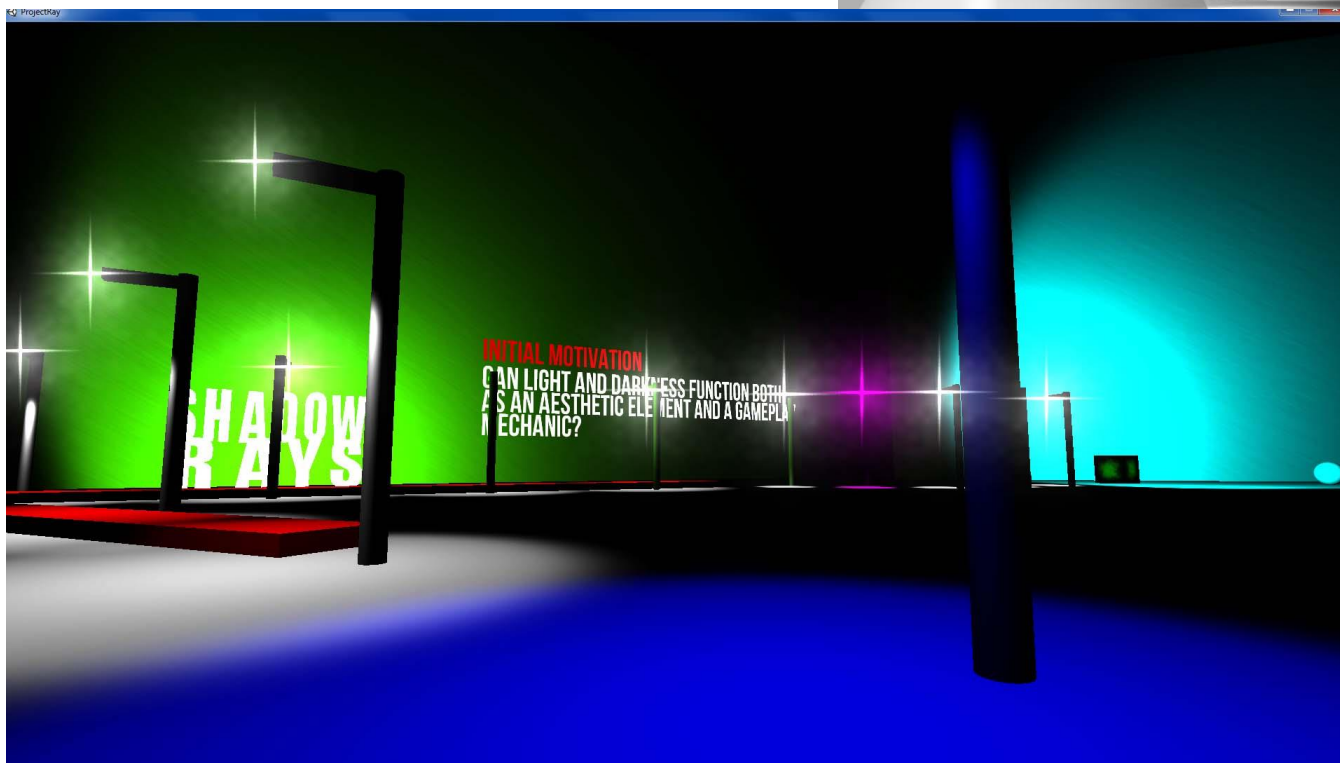 ProjectRay
SHADOW
RAYS
INITIAL MOTIVATION
CAN LIGHT AND DARKNESS FUNCTION BOTH
AS AN AESTHETIC ELEMENT AND A GAMEPLAY
MECHANIC?